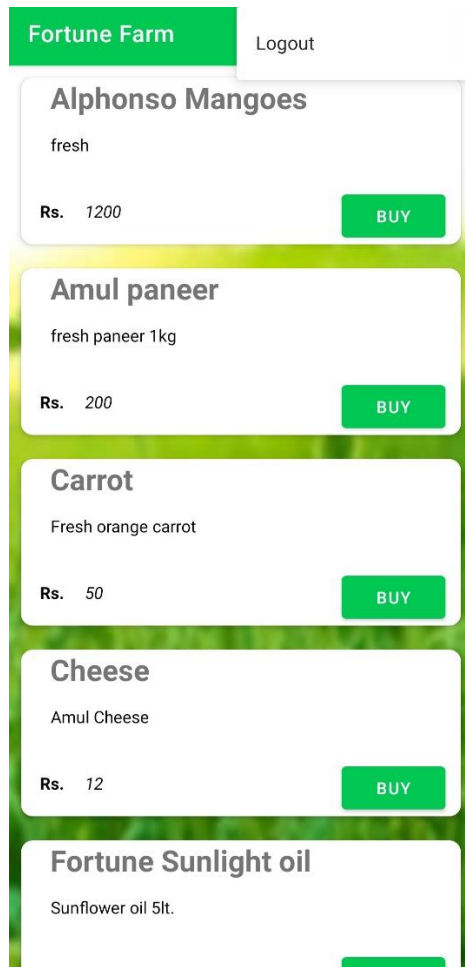 Fortune Farm
Logout
Alphonso Mangoes
fresh
Rs. 1200
BUY
Amul paneer
fresh paneer 1kg
Rs. 200
BUY
Carrot
Fresh orange carrot
Rs. 50
BUY
Cheese
Amul Cheese
Rs. 12
BUY
Fortune Sunlight oil
Sunflower oil 5lt.